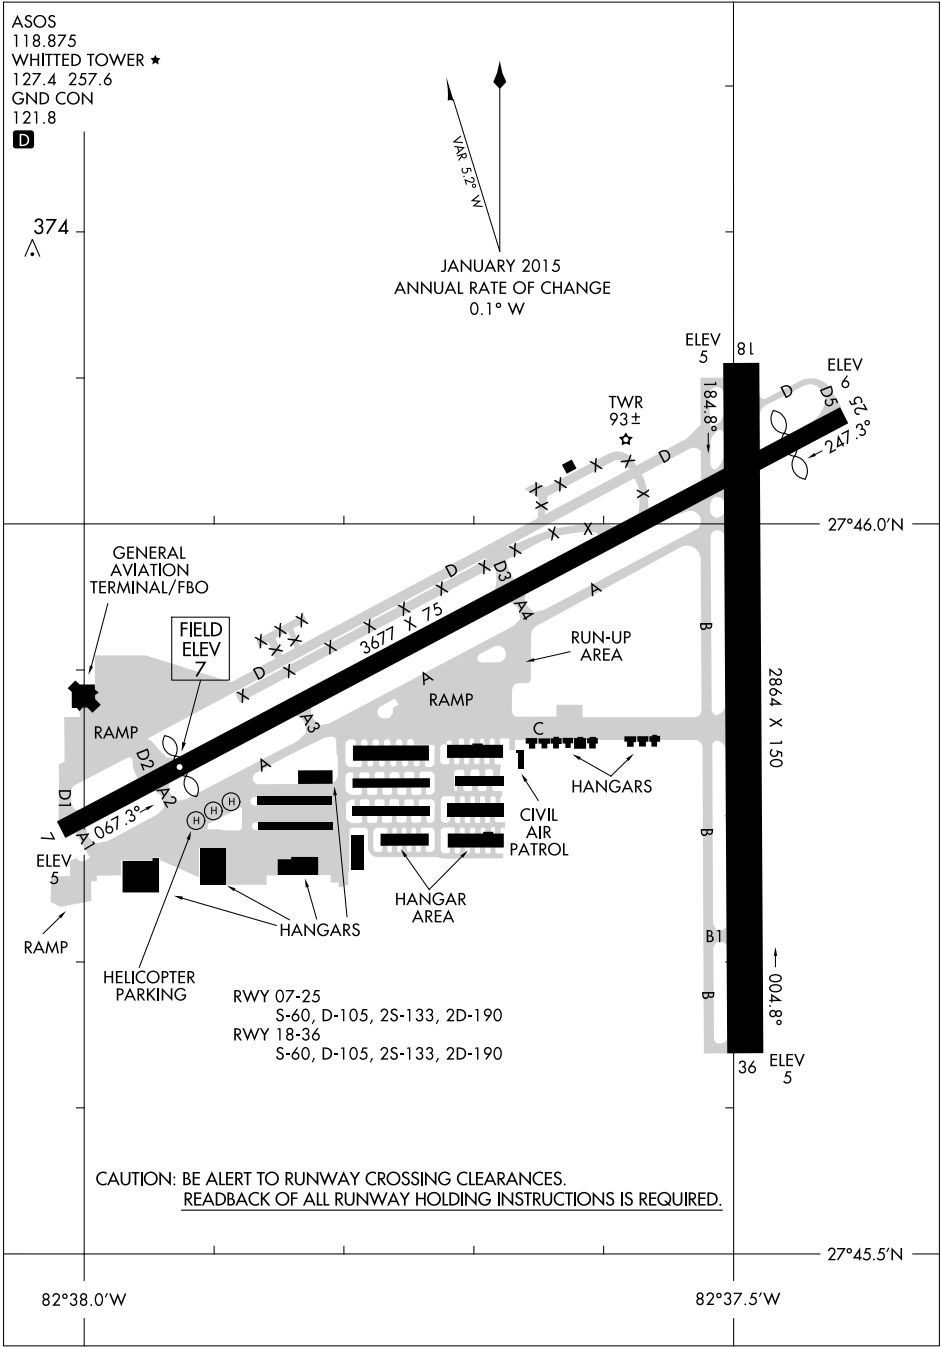 ASOS
118.875
WHITTED TOWER ★
127.4 257.6
GND CON
121.8
D
374
VAR 5.2° W
JANUARY 2015
ANNUAL RATE OF CHANGE
0.1° W
ELEV
5
18
184.8°
ELEV
6
25
247.3°
D
D5
TWR
93±
D
X X X X X X X
27°46.0'N
GENERAL
AVIATION
TERMINAL/FBO
FIELD
ELEV
7
X X X X
D
X X X X X X X X X X
3677 X 75
D
D3
A4
A
RUN-UP
AREA
B
2864 X 150
RAMP
A
RAMP
A3
D2
A2
A
C
HANGARS
D1
067.3°
H H H
7
A1
ELEV
5
CIVIL
AIR
PATROL
B
HANGAR
AREA
HANGARS
RAMP
B1
HELICOPTER
PARKING
B
004.8°
RWY 07-25
S-60, D-105, 2S-133, 2D-190
RWY 18-36
S-60, D-105, 2S-133, 2D-190
36
ELEV
5
CAUTION: BE ALERT TO RUNWAY CROSSING CLEARANCES.
READBACK OF ALL RUNWAY HOLDING INSTRUCTIONS IS REQUIRED.
27°45.5'N
82°38.0'W
82°37.5'W